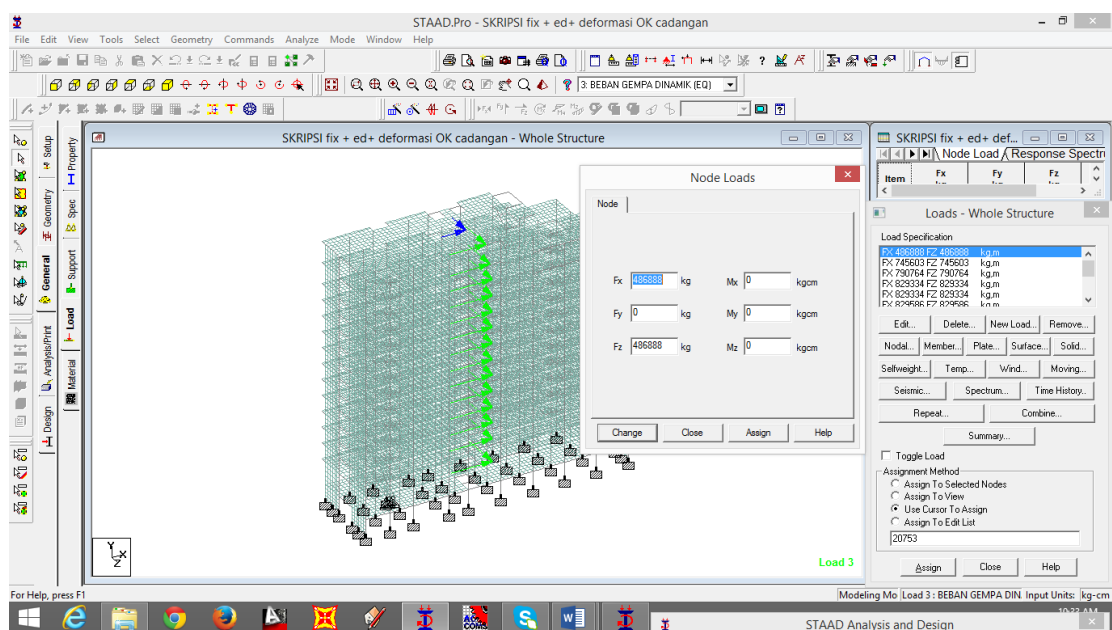 STAAD.Pro - SKRIPSI fix + ed+ deformasi OK cadangan
File Edit View Tools Select Geometry Commands Analyze Mode Window Help
3: BEBAN GEMPA DINAMIK (EQ)
SKRIPSI fix + ed+ deformasi OK cadangan - Whole Structure
Setup
Geometry
General
Analysis/Print
Design
Property
Spec
Support
Load
Material
Load 3
Y
X
Z
Node Loads
Node
Fx 486888 kg Mx 0 kgcm
Fy 0 kg My 0 kgcm
Fz 486888 kg Mz 0 kgcm
Change Close Assign Help
SKRIPSI fix + ed+ def...
Node Load Response Spectru
Item Fx Fy Fz
Loads - Whole Structure
Load Specification
FX 486888 FZ 486888 kg,m
FX 745603 FZ 745603 kg,m
FX 790764 FZ 790764 kg,m
FX 829334 FZ 829334 kg,m
FX 829334 FZ 829334 kg,m
FX 829586 FZ 829586 kg,m
Edit... Delete... New Load... Remove...
Nodal... Member... Plate... Surface... Solid...
Selfweight... Temp... Wind... Moving...
Seismic... Spectrum... Time History..
Repeat... Combine...
Summary...
Toggle Load
Assignment Method
Assign To Selected Nodes
Assign To View
Use Cursor To Assign
Assign To Edit List
20753
Assign Close Help
For Help, press F1
Modeling Mo Load 3 : BEBAN GEMPA DIN Input Units: kg-cm
10:33 AM
STAAD Analysis and Design